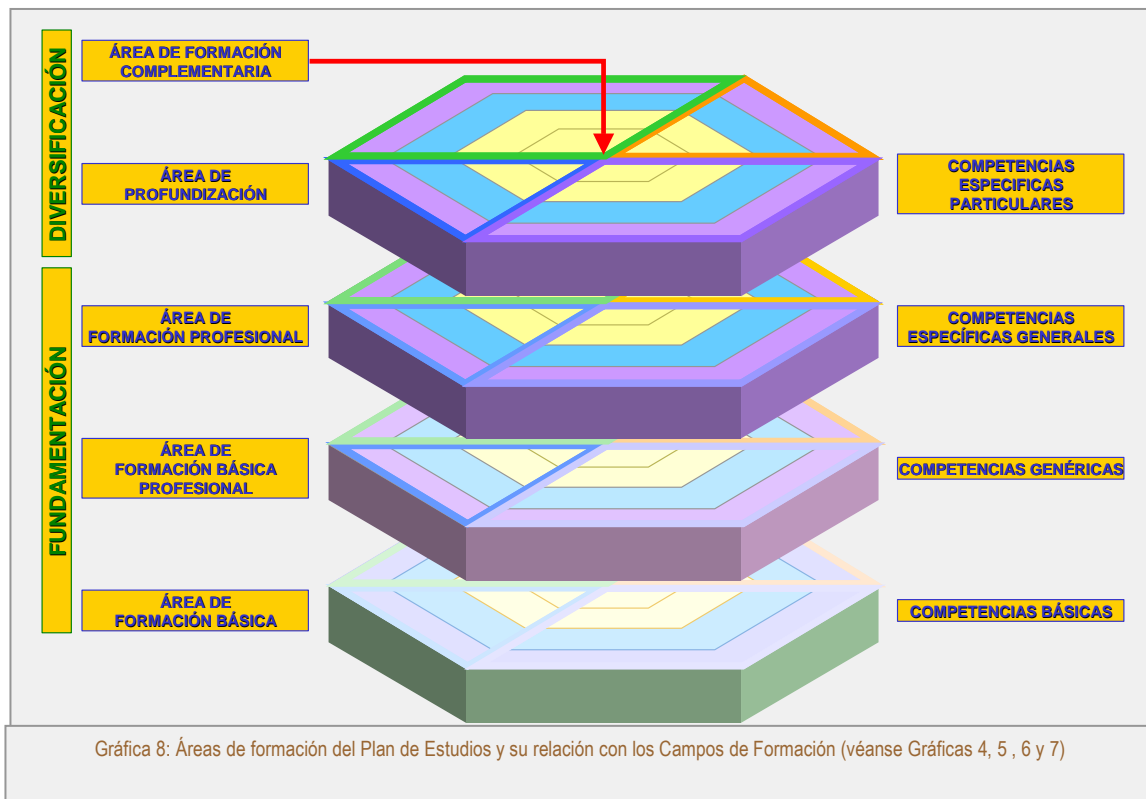 DIVERSIFICACIÓN
ÁREA DE FORMACIÓN
COMPLEMENTARIA
ÁREA DE
PROFUNDIZACIÓN
COMPETENCIAS
ESPECIFICAS
PARTICULARES
FUNDAMENTACIÓN
ÁREA DE
FORMACIÓN PROFESIONAL
COMPETENCIAS
ESPECÍFICAS GENERALES
ÁREA DE
FORMACIÓN BÁSICA
PROFESIONAL
COMPETENCIAS GENÉRICAS
ÁREA DE
FORMACIÓN BÁSICA
COMPETENCIAS BÁSICAS
Gráfica 8: Áreas de formación del Plan de Estudios y su relación con los Campos de Formación (véanse Gráficas 4, 5 , 6 y 7)